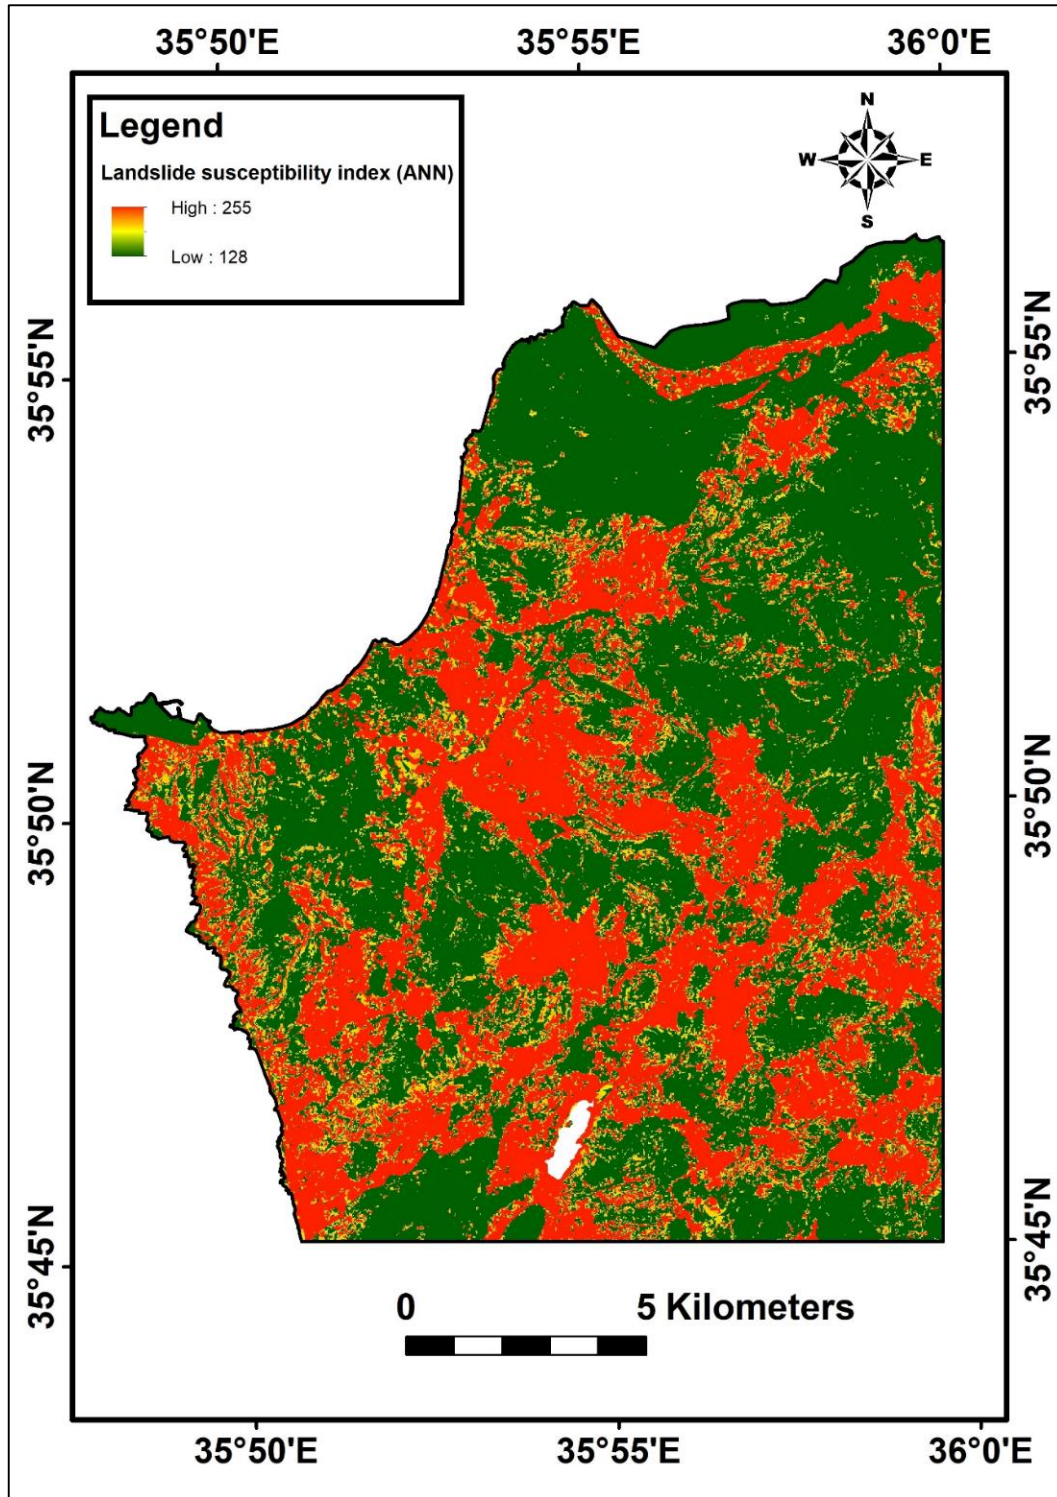 35°50'E 35°55'E 36°0'E
Legend
Landslide susceptibility index (ANN)
High : 255
Low : 128
N
W E
S
35°55'N
35°55'N
35°50'N
35°50'N
35°45'N
35°45'N
0 5 Kilometers
35°50'E 35°55'E 36°0'E